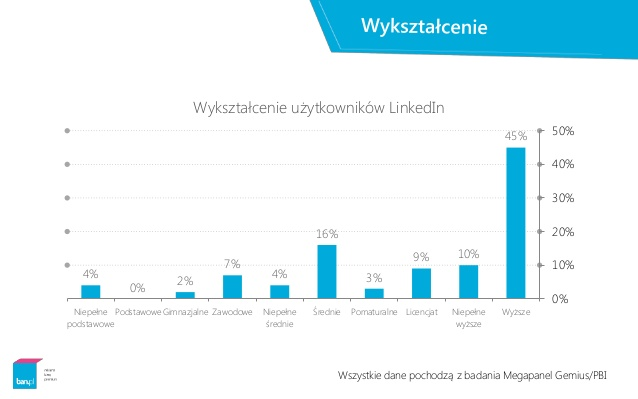 Wykształcenie
Wykształcenie użytkowników LinkedIn
50%
40%
30%
20%
10%
0%
4%
0%
2%
7%
4%
16%
3%
9%
10%
45%
Niepełne podstawowe
Podstawowe
Gimnazjalne
Zawodowe
Niepełne średnie
Średnie
Pomaturalne
Licencjat
Niepełne wyższe
Wyższe
Wszystkie dane pochodzą z badania Megapanel Gemius/PBI